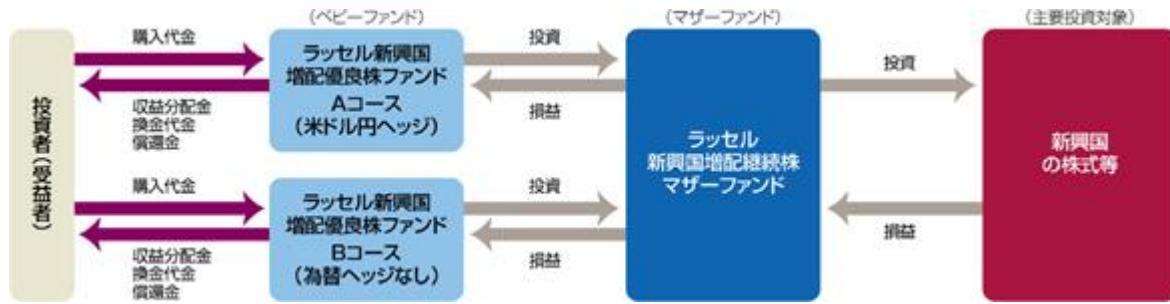 (ベビーファンド)
(マザーファンド)
(主要投資対象)
投資者(受益者)
購入代金
収益分配金
換金代金
償還金
ラッセル新興国
増配優良株ファンド
Aコース
(米ドル円ヘッジ)
投資
損益
購入代金
収益分配金
換金代金
償還金
ラッセル新興国
増配優良株ファンド
Bコース
(為替ヘッジなし)
投資
損益
ラッセル
新興国増配継続株
マザーファンド
投資
損益
新興国
の株式等